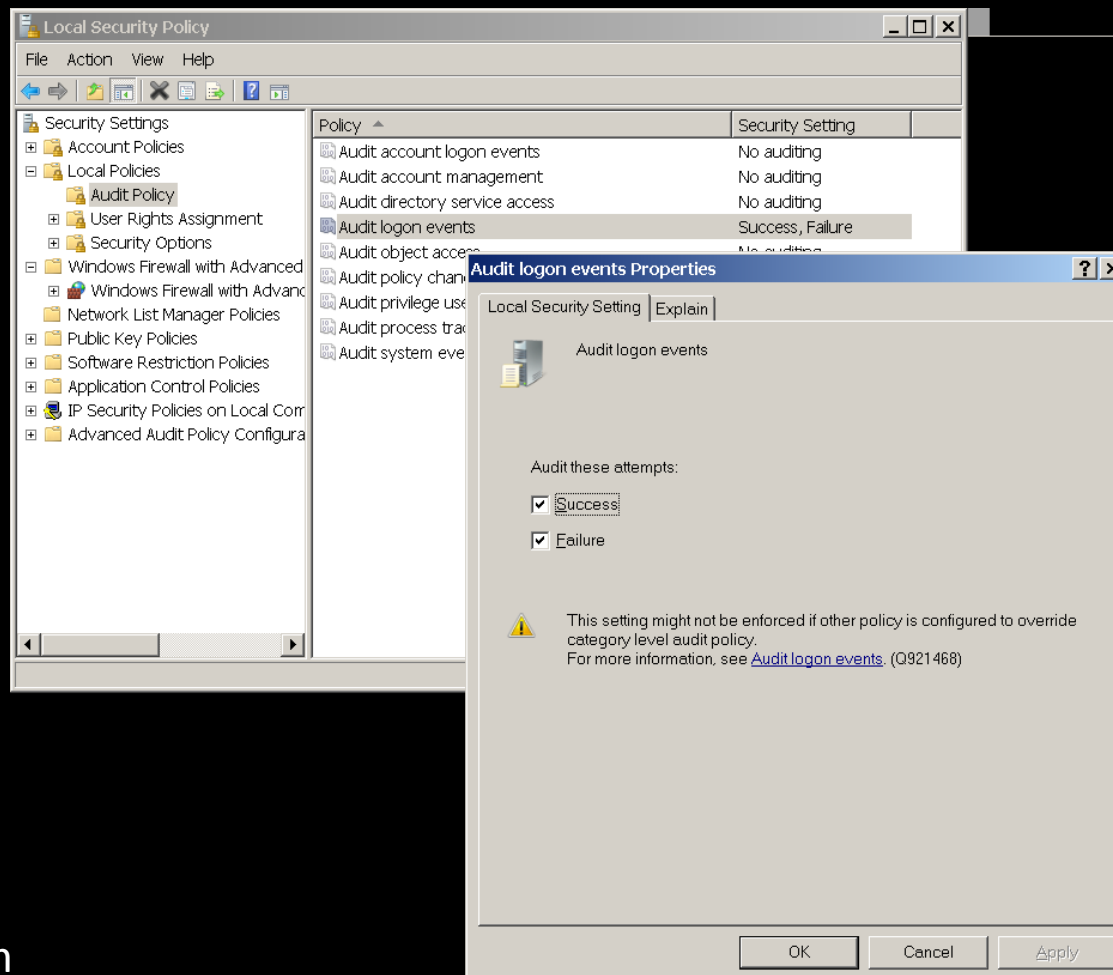 Local Security Policy
File Action View Help
Security Settings
Account Policies
Local Policies
Audit Policy
User Rights Assignment
Security Options
Windows Firewall with Advanced
Windows Firewall with Advanc
Network List Manager Policies
Public Key Policies
Software Restriction Policies
Application Control Policies
IP Security Policies on Local Com
Advanced Audit Policy Configura
Policy Security Setting
Audit account logon events No auditing
Audit account management No auditing
Audit directory service access No auditing
Audit logon events Success, Failure
Audit object access No auditing
Audit policy chan
Audit privilege use
Audit process trac
Audit system eve
Audit logon events Properties
Local Security Setting Explain
Audit logon events
Audit these attempts:
Success
Failure
This setting might not be enforced if other policy is configured to override
category level audit policy.
For more information, see Audit logon events. (Q921468)
OK Cancel Apply
n